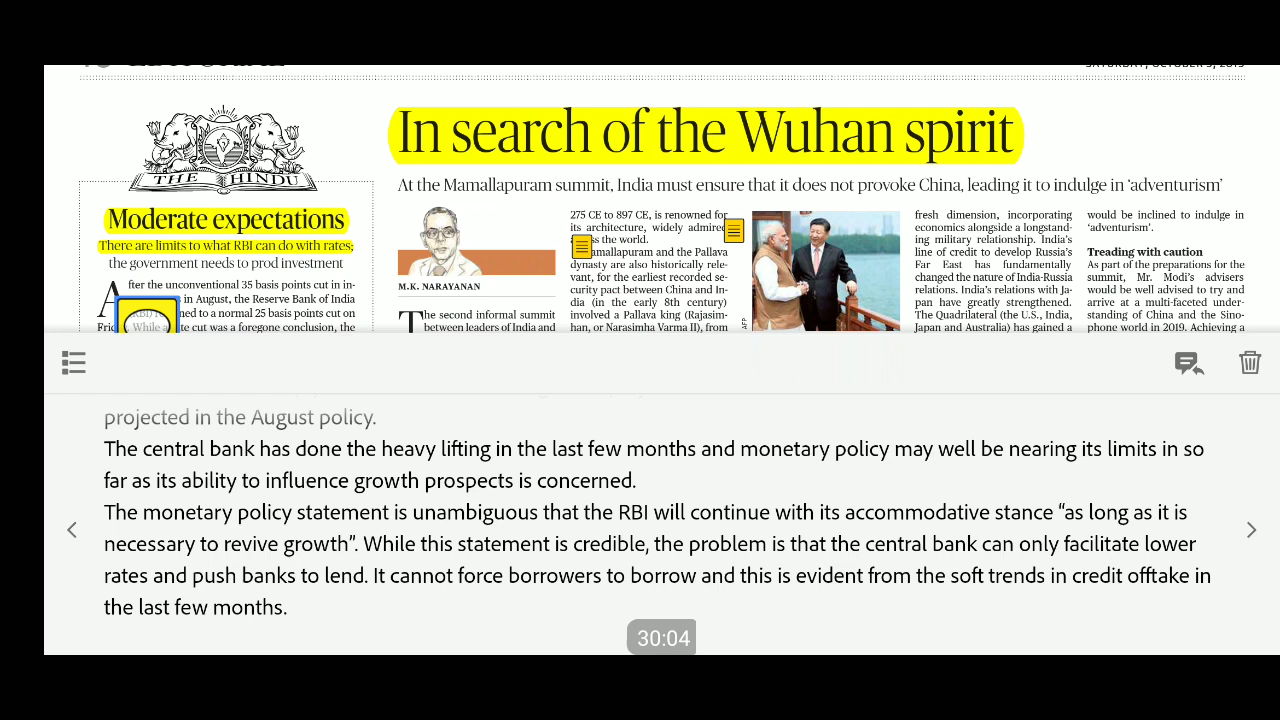 THE HINDU
In search of the Wuhan spirit
At the Mamallapuram summit, India must ensure that it does not provoke China, leading it to indulge in ‘adventurism’
Moderate expectations
There are limits to what RBI can do with rates;
the government needs to prod investment
After the unconventional 35 basis points cut in in-
in August, the Reserve Bank of India
(RBI) ned to a normal 25 basis points cut on
While a te cut was a foregone conclusion, the
M.K. NARAYANAN
The second informal summit
between leaders of India and
275 CE to 897 CE, is renowned for
its architecture, widely admired
the world.
amallapuram and the Pallava
dynasty are also historically rele-
vant, for the earliest recorded se-
curity pact between China and In-
dia (in the early 8th century)
involved a Pallava king (Rajasim-
han, or Narasimha Varma II), from
AFP
fresh dimension, incorporating
economics alongside a longstand-
ing military relationship. India’s
line of credit to develop Russia’s
Far East has fundamentally
changed the nature of India-Russia
relations. India’s relations with Ja-
pan have greatly strengthened.
The Quadrilateral (the U.S., India,
Japan and Australia) has gained a
would be inclined to indulge in
‘adventurism’.
Treading with caution
As part of the preparations for the
summit, Mr. Modi’s advisers
would be well advised to try and
arrive at a multi-faceted under-
standing of China and the Sino-
phone world in 2019. Achieving a
projected in the August policy.
The central bank has done the heavy lifting in the last few months and monetary policy may well be nearing its limits in so
far as its ability to influence growth prospects is concerned.
The monetary policy statement is unambiguous that the RBI will continue with its accommodative stance “as long as it is
necessary to revive growth”. While this statement is credible, the problem is that the central bank can only facilitate lower
rates and push banks to lend. It cannot force borrowers to borrow and this is evident from the soft trends in credit offtake in
the last few months.
30:04